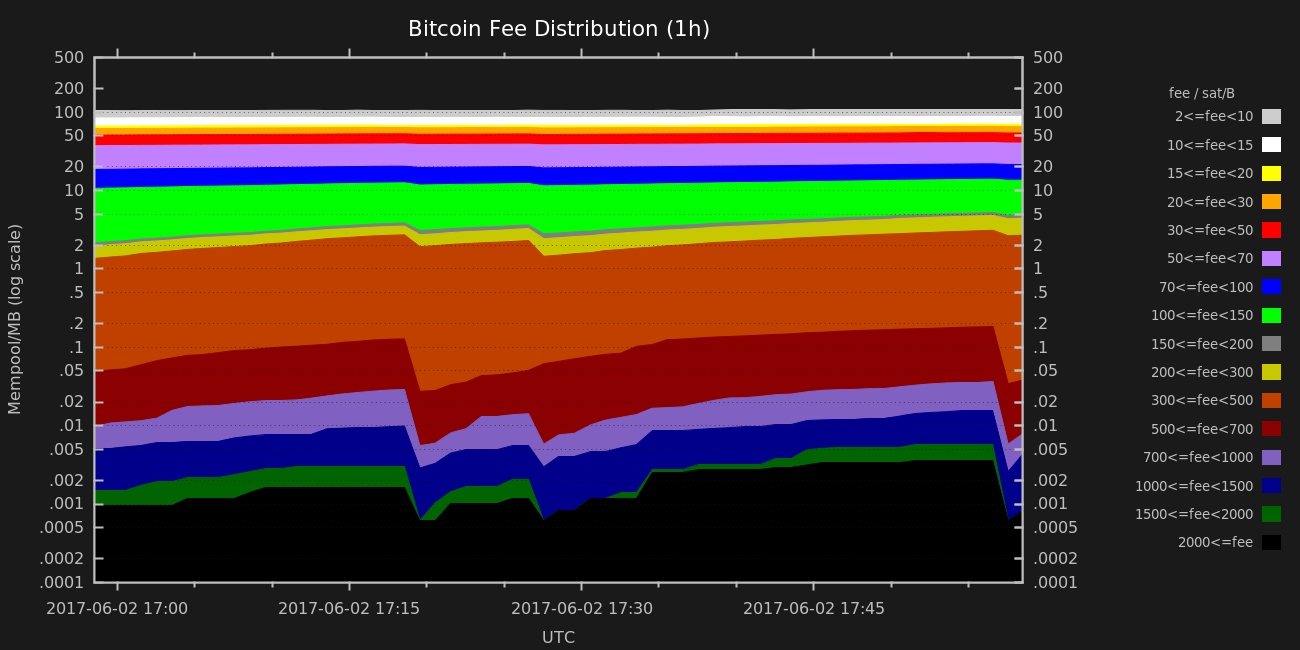 Bitcoin Fee Distribution (1h)
500
200
100
50
20
10
5
2
1
.5
.2
.1
.05
.02
.01
.005
.002
.001
.0005
.0002
.0001
Mempool/MB (log scale)
500
200
100
50
20
10
5
2
1
.5
.2
.1
.05
.02
.01
.005
.002
.001
.0005
.0002
.0001
2017-06-02 17:00 2017-06-02 17:15 2017-06-02 17:30 2017-06-02 17:45
UTC
fee / sat/B
2<=fee<10
10<=fee<15
15<=fee<20
20<=fee<30
30<=fee<50
50<=fee<70
70<=fee<100
100<=fee<150
150<=fee<200
200<=fee<300
300<=fee<500
500<=fee<700
700<=fee<1000
1000<=fee<1500
1500<=fee<2000
2000<=fee